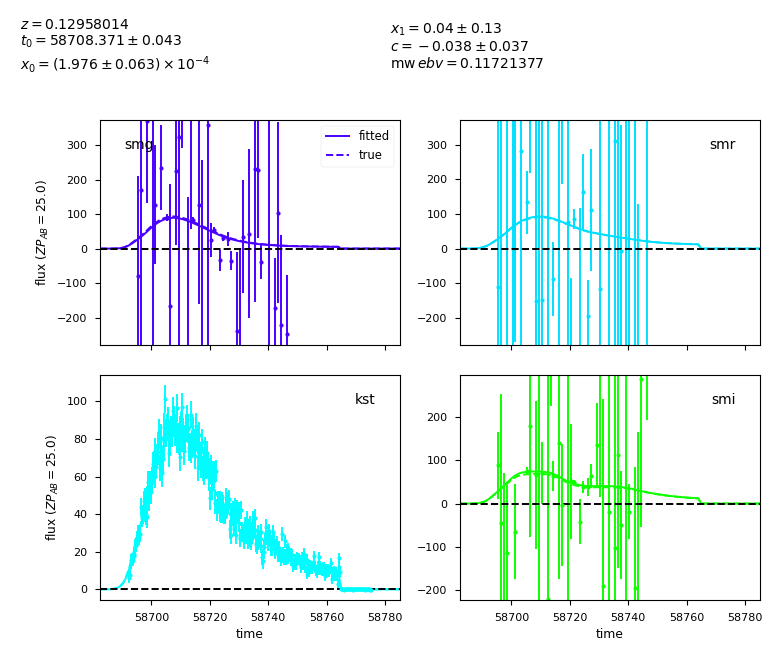 z = 0.12958014
t₀ = 58708.371 ± 0.043
x₀ = (1.976 ± 0.063) × 10⁻⁴
x₁ = 0.04 ± 0.13
c = −0.038 ± 0.037
mw ebv = 0.11721377
smg
fitted
true
300
200
100
0
−100
−200
flux (ZP_AB = 25.0)
smr
300
200
100
0
−100
−200
kst
100
80
60
40
20
0
flux (ZP_AB = 25.0)
58700 58720 58740 58760 58780
time
smi
200
100
0
−100
−200
58700 58720 58740 58760 58780
time